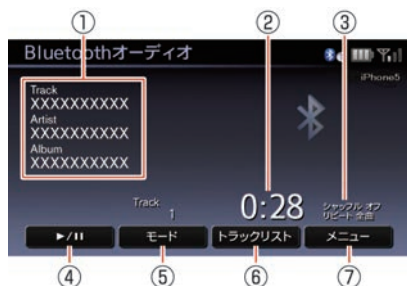 ① ② ③
Bluetoothオーディオ
iPhone5
Track
XXXXXXXXXX
Artist
XXXXXXXXXX
Album
XXXXXXXXXX
Track
1
0:28
シャッフル オフ
リピート 全曲
►/II モード トラックリスト メニュー
④ ⑤ ⑥ ⑦